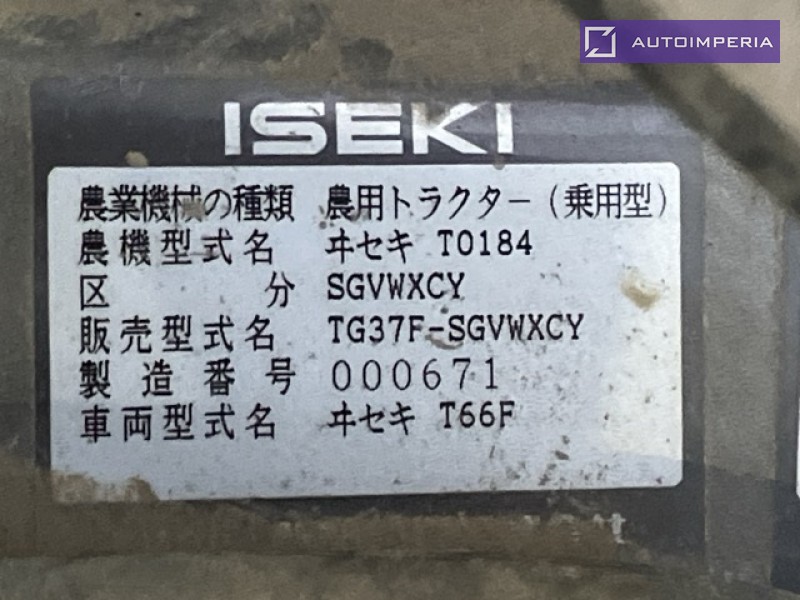 AUTOIMPERIA
ISEKI
農業機械の種類 農用トラクター(乗用型)
農機型式名 ヰセキ T0184
区分 SGVWXCY
販売型式名 TG37F-SGVWXCY
製造番号 000671
車両型式名 ヰセキ T66F